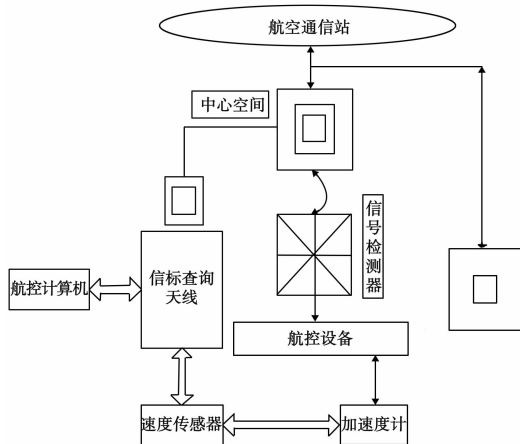 航空通信站
中心空间
信号检测器
信标查询
天线
航控计算机
航控设备
速度传感器
加速度计